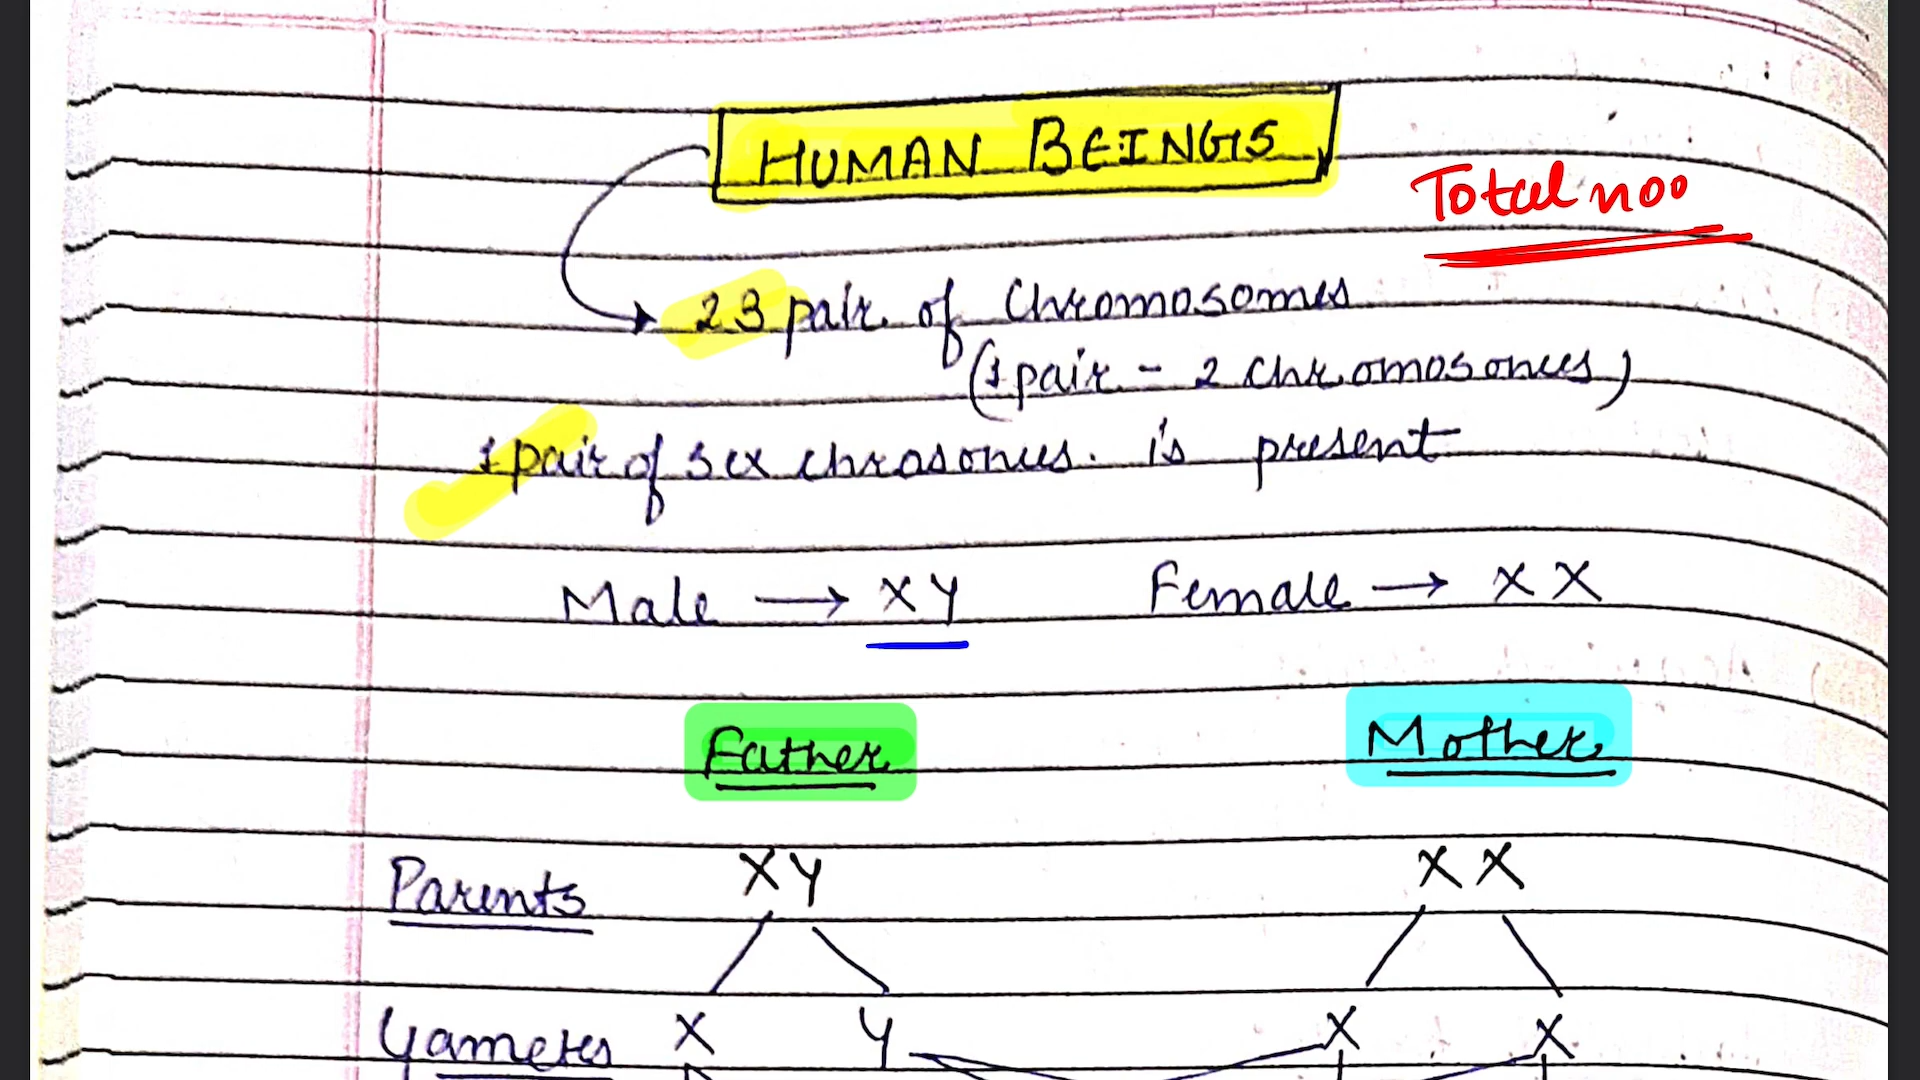 HUMAN BEINGS
Total noo
23 pair of Chromosomes
(1 pair - 2 chromosomes)
1 pair of sex chrosomes. is present
Male → XY Female → XX
Father Mother
Parents XY XX
Gametes X Y X X